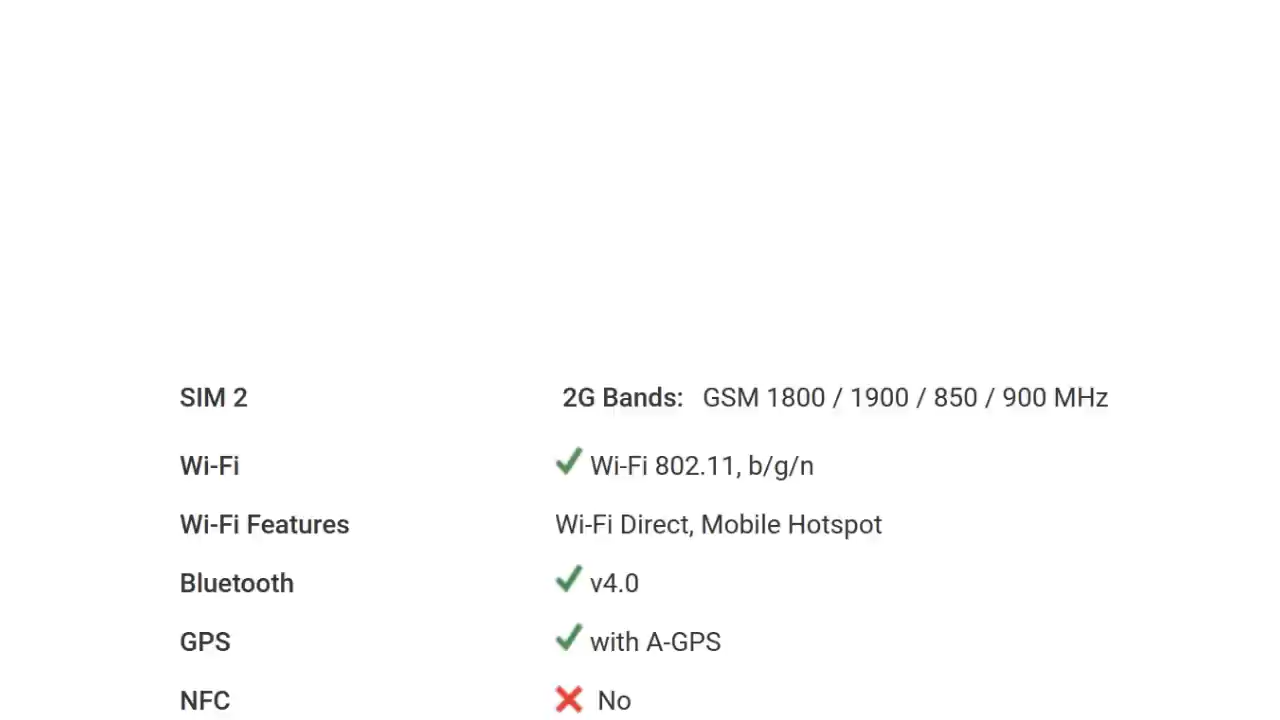 SIM 2 2G Bands: GSM 1800 / 1900 / 850 / 900 MHz
Wi-Fi Wi-Fi 802.11, b/g/n
Wi-Fi Features Wi-Fi Direct, Mobile Hotspot
Bluetooth v4.0
GPS with A-GPS
NFC No